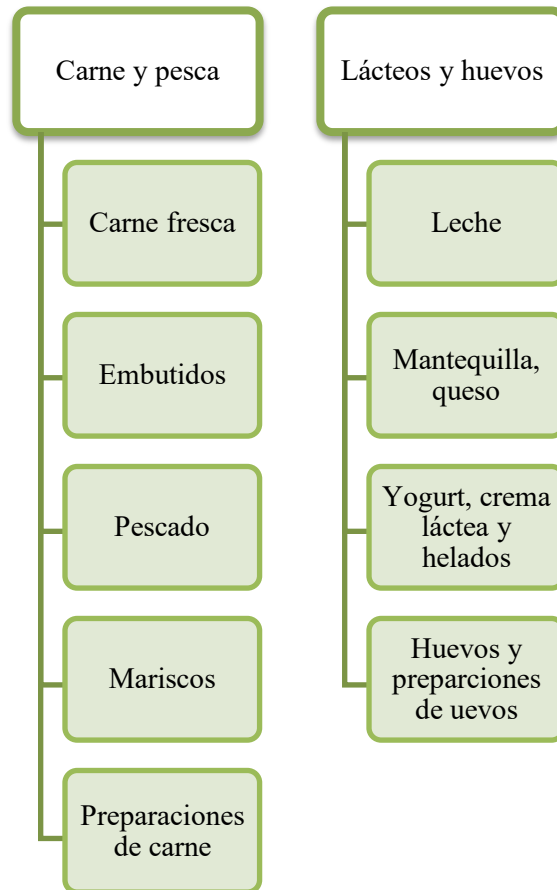 Carne y pesca
Carne fresca
Embutidos
Pescado
Mariscos
Preparaciones
de carne
Lácteos y huevos
Leche
Mantequilla,
queso
Yogurt, crema
láctea y
helados
Huevos y
preparciones
de uevos